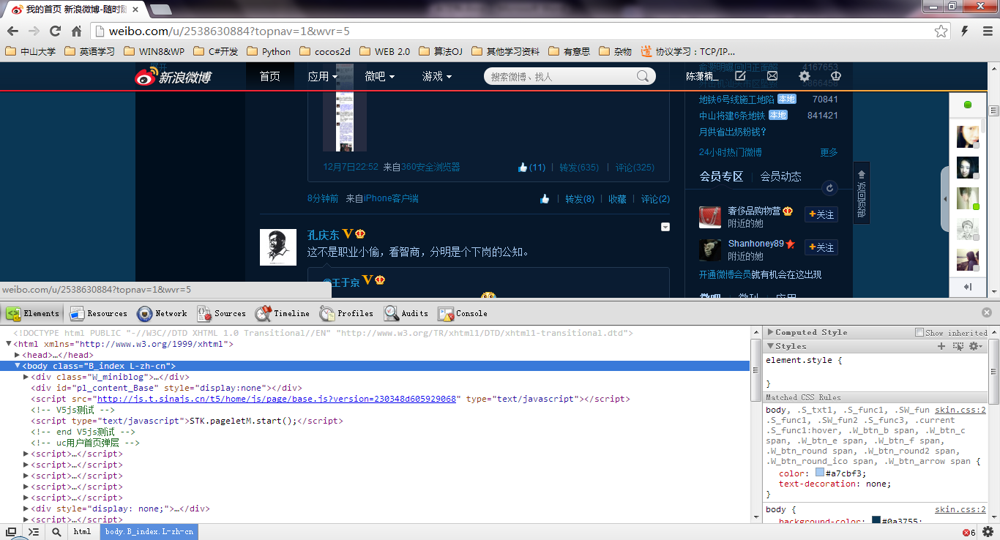 我的首页 新浪微博-随时随
weibo.com/u/2538630884?topnav=1&wvr=5
中山大学 英语学习 WIN8&WP C#开发 Python cocos2d WEB 2.0 算法OJ 其他学习资料 有意思 杂物 协议学习：TCP/IP...
新浪微博 首页 应用 微吧 游戏 搜索微博、找人 陈潇楠_
4167653
5866458
地铁6号线施工地陷 本地 70841
中山将建6条地铁 本地 841421
月供省出奶粉钱？
24小时热门微博 更多
12月7日22:52 来自360安全浏览器 (11) | 转发(635) | 评论(325)
会员专区 会员动态
返回顶部
8分钟前 来自iPhone客户端 | 转发(8) | 收藏 | 评论(2)
奢侈品购物营 +关注
附近的她
孔庆东 V
这不是职业小偷，看智商，分明是个下岗的公知。
Shanhoney89 +关注
附近的她
开通微博会员就有机会在这出现
@王于京 V
weibo.com/u/2538630884?topnav=1&wvr=5
微吧 微刊 应用
Elements Resources Network Sources Timeline Profiles Audits Console
<!DOCTYPE html PUBLIC "-//W3C//DTD XHTML 1.0 Transitional//EN" "http://www.w3.org/TR/xhtml1/DTD/xhtml1-transitional.dtd">
<html xmlns="http://www.w3.org/1999/xhtml">
<head>…</head>
<body class="B_index L-zh-cn">
<div class="W_miniblog">…</div>
<div id="pl_content_Base" style="display:none"></div>
<script src="http://js.t.sinajs.cn/t5/home/js/page/base.js?version=230348d605929068" type="text/javascript"></script>
<!-- V5js测试 -->
<script type="text/javascript">STK.pageletM.start();</script>
<!-- end V5js测试 -->
<!-- uc用户首页弹层 -->
<script>…</script>
<script>…</script>
<script>…</script>
<script>…</script>
<script>…</script>
<div style="display: none;">…</div>
<script>…</script>
Computed Style Show inherited
Styles
element.style {
}
Matched CSS Rules
body, .S_txt1, .S_func1, .SW_fun skin.css:2
.S_func1, .SW_fun2 .S_func3, .current
.S_func1:hover, .W_btn_b span, .W_btn_c
span, .W_btn_e span, .W_btn_f span,
.W_btn_round span, .W_btn_round2 span,
.W_btn_round_ico span, .W_btn_arrow span {
color: #a7cbf3;
text-decoration: none;
}
body { skin.css:2
background-color: #0a3755;
html body.B_index.L-zh-cn 6